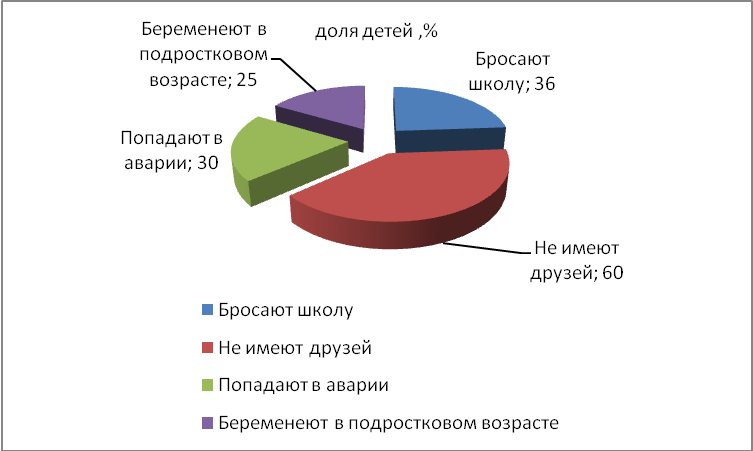 доля детей ,%
Беременеют в
подростковом
возрасте; 25
Бросают
школу; 36
Попадают в
аварии; 30
Не имеют
друзей; 60
Бросают школу
Не имеют друзей
Попадают в аварии
Беременеют в подростковом возрасте